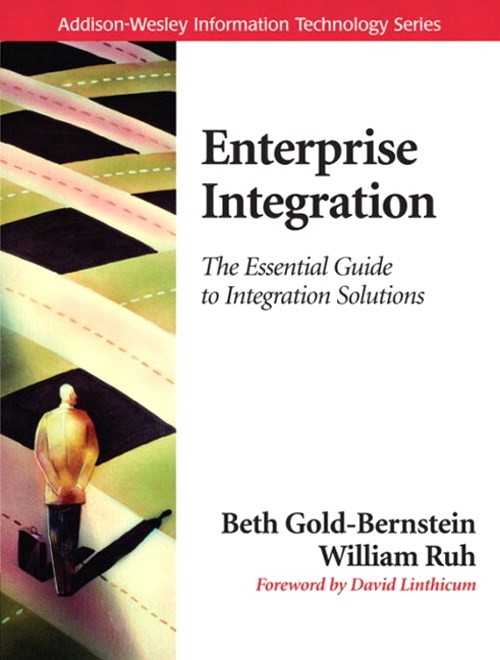 Addison-Wesley Information Technology Series
Enterprise
Integration
The Essential Guide
to Integration Solutions
Beth Gold-Bernstein
William Ruh
Foreword by David Linthicum